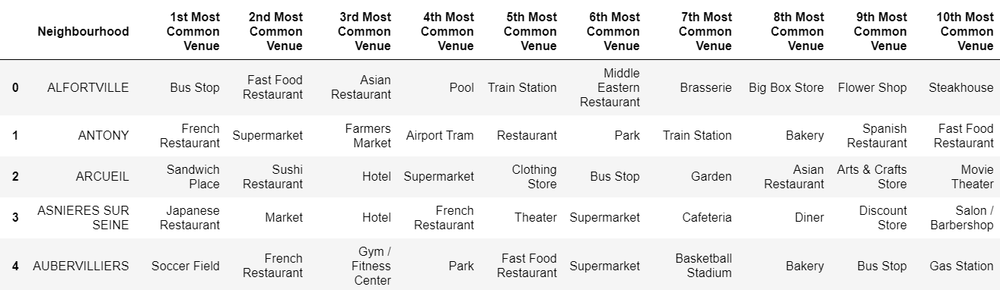 Neighbourhood 1st Most Common Venue 2nd Most Common Venue 3rd Most Common Venue 4th Most Common Venue 5th Most Common Venue 6th Most Common Venue 7th Most Common Venue 8th Most Common Venue 9th Most Common Venue 10th Most Common Venue
0 ALFORTVILLE Bus Stop Fast Food Restaurant Asian Restaurant Pool Train Station Middle Eastern Restaurant Brasserie Big Box Store Flower Shop Steakhouse
1 ANTONY French Restaurant Supermarket Farmers Market Airport Tram Restaurant Park Train Station Bakery Spanish Restaurant Fast Food Restaurant
2 ARCUEIL Sandwich Place Sushi Restaurant Hotel Supermarket Clothing Store Bus Stop Garden Asian Restaurant Arts & Crafts Store Movie Theater
3 ASNIERES SUR SEINE Japanese Restaurant Market Hotel French Restaurant Theater Supermarket Cafeteria Diner Discount Store Salon / Barbershop
4 AUBERVILLIERS Soccer Field French Restaurant Gym / Fitness Center Park Fast Food Restaurant Supermarket Basketball Stadium Bakery Bus Stop Gas Station